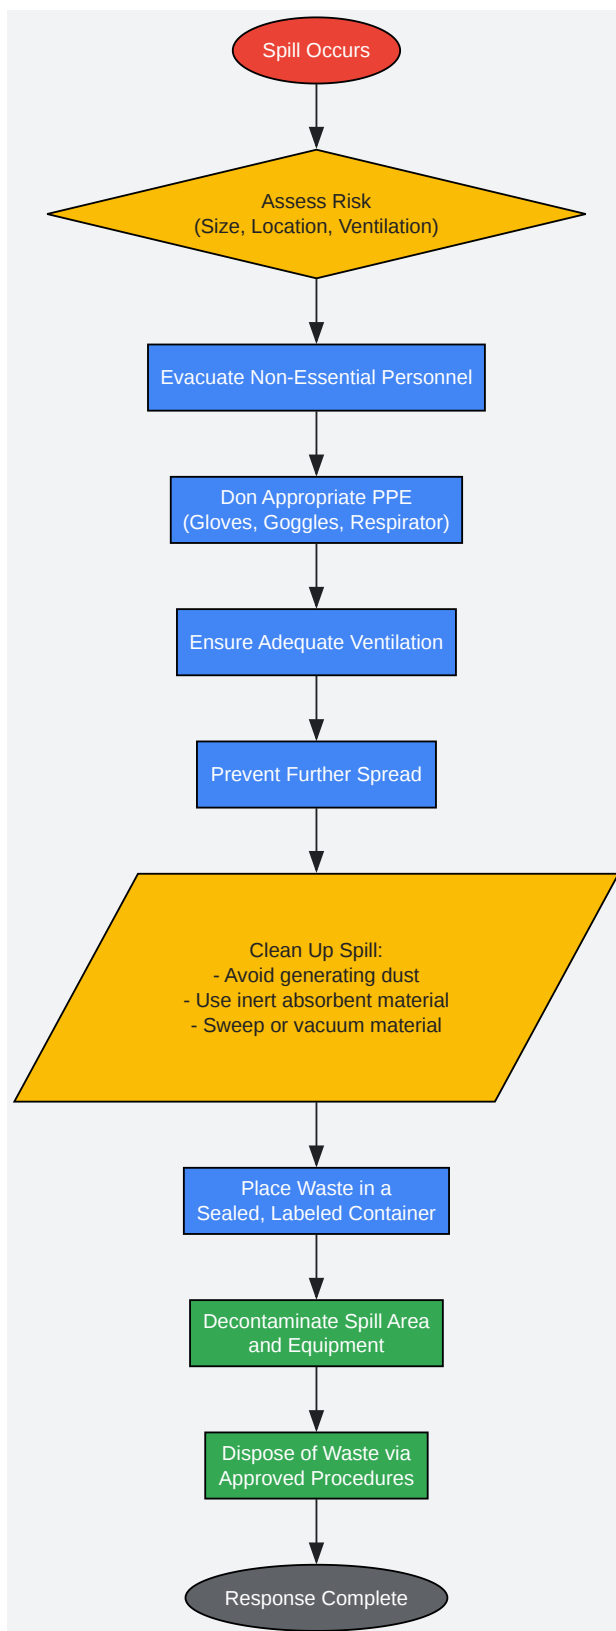 Spill Occurs
Assess Risk
(Size, Location, Ventilation)
Evacuate Non-Essential Personnel
Don Appropriate PPE
(Gloves, Goggles, Respirator)
Ensure Adequate Ventilation
Prevent Further Spread
Clean Up Spill:
- Avoid generating dust
- Use inert absorbent material
- Sweep or vacuum material
Place Waste in a
Sealed, Labeled Container
Decontaminate Spill Area
and Equipment
Dispose of Waste via
Approved Procedures
Response Complete